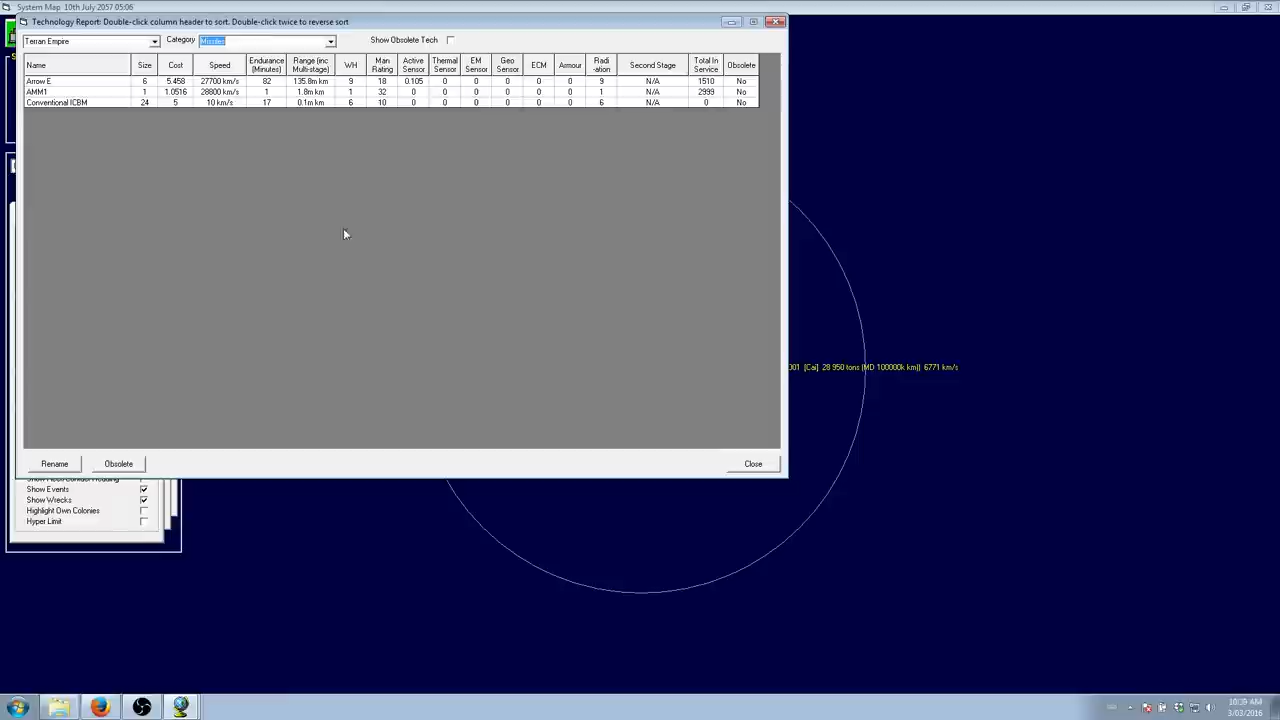 System Map  10th July 2057 05:06
Technology Report: Double-click column header to sort. Double-click twice to reverse sort
Terran Empire Category Missiles Show Obsolete Tech
Name Size Cost Speed Endurance (Minutes) Range (inc Multi-stage) WH Man Rating Active Sensor Thermal Sensor EM Sensor Geo Sensor ECM Armour Radi -ation Second Stage Total In Service Obsolete
Arrow E 6 5.458 27700 km/s 82 135.8m km 9 18 0.105 0 0 0 0 0 9 N/A 1510 No
AMM1 1 1.0516 28800 km/s 1 1.8m km 1 32 0 0 0 0 0 0 1 N/A 2999 No
Conventional ICBM 24 5 10 km/s 17 0.1m km 6 10 0 0 0 0 0 0 6 N/A 0 No
001 [Cai] 28 950 tons (MD 100000k km)] 6771 km/s
Rename Obsolete Close
Show Events
Show Wrecks
Highlight Own Colonies
Hyper Limit
3/03/2016